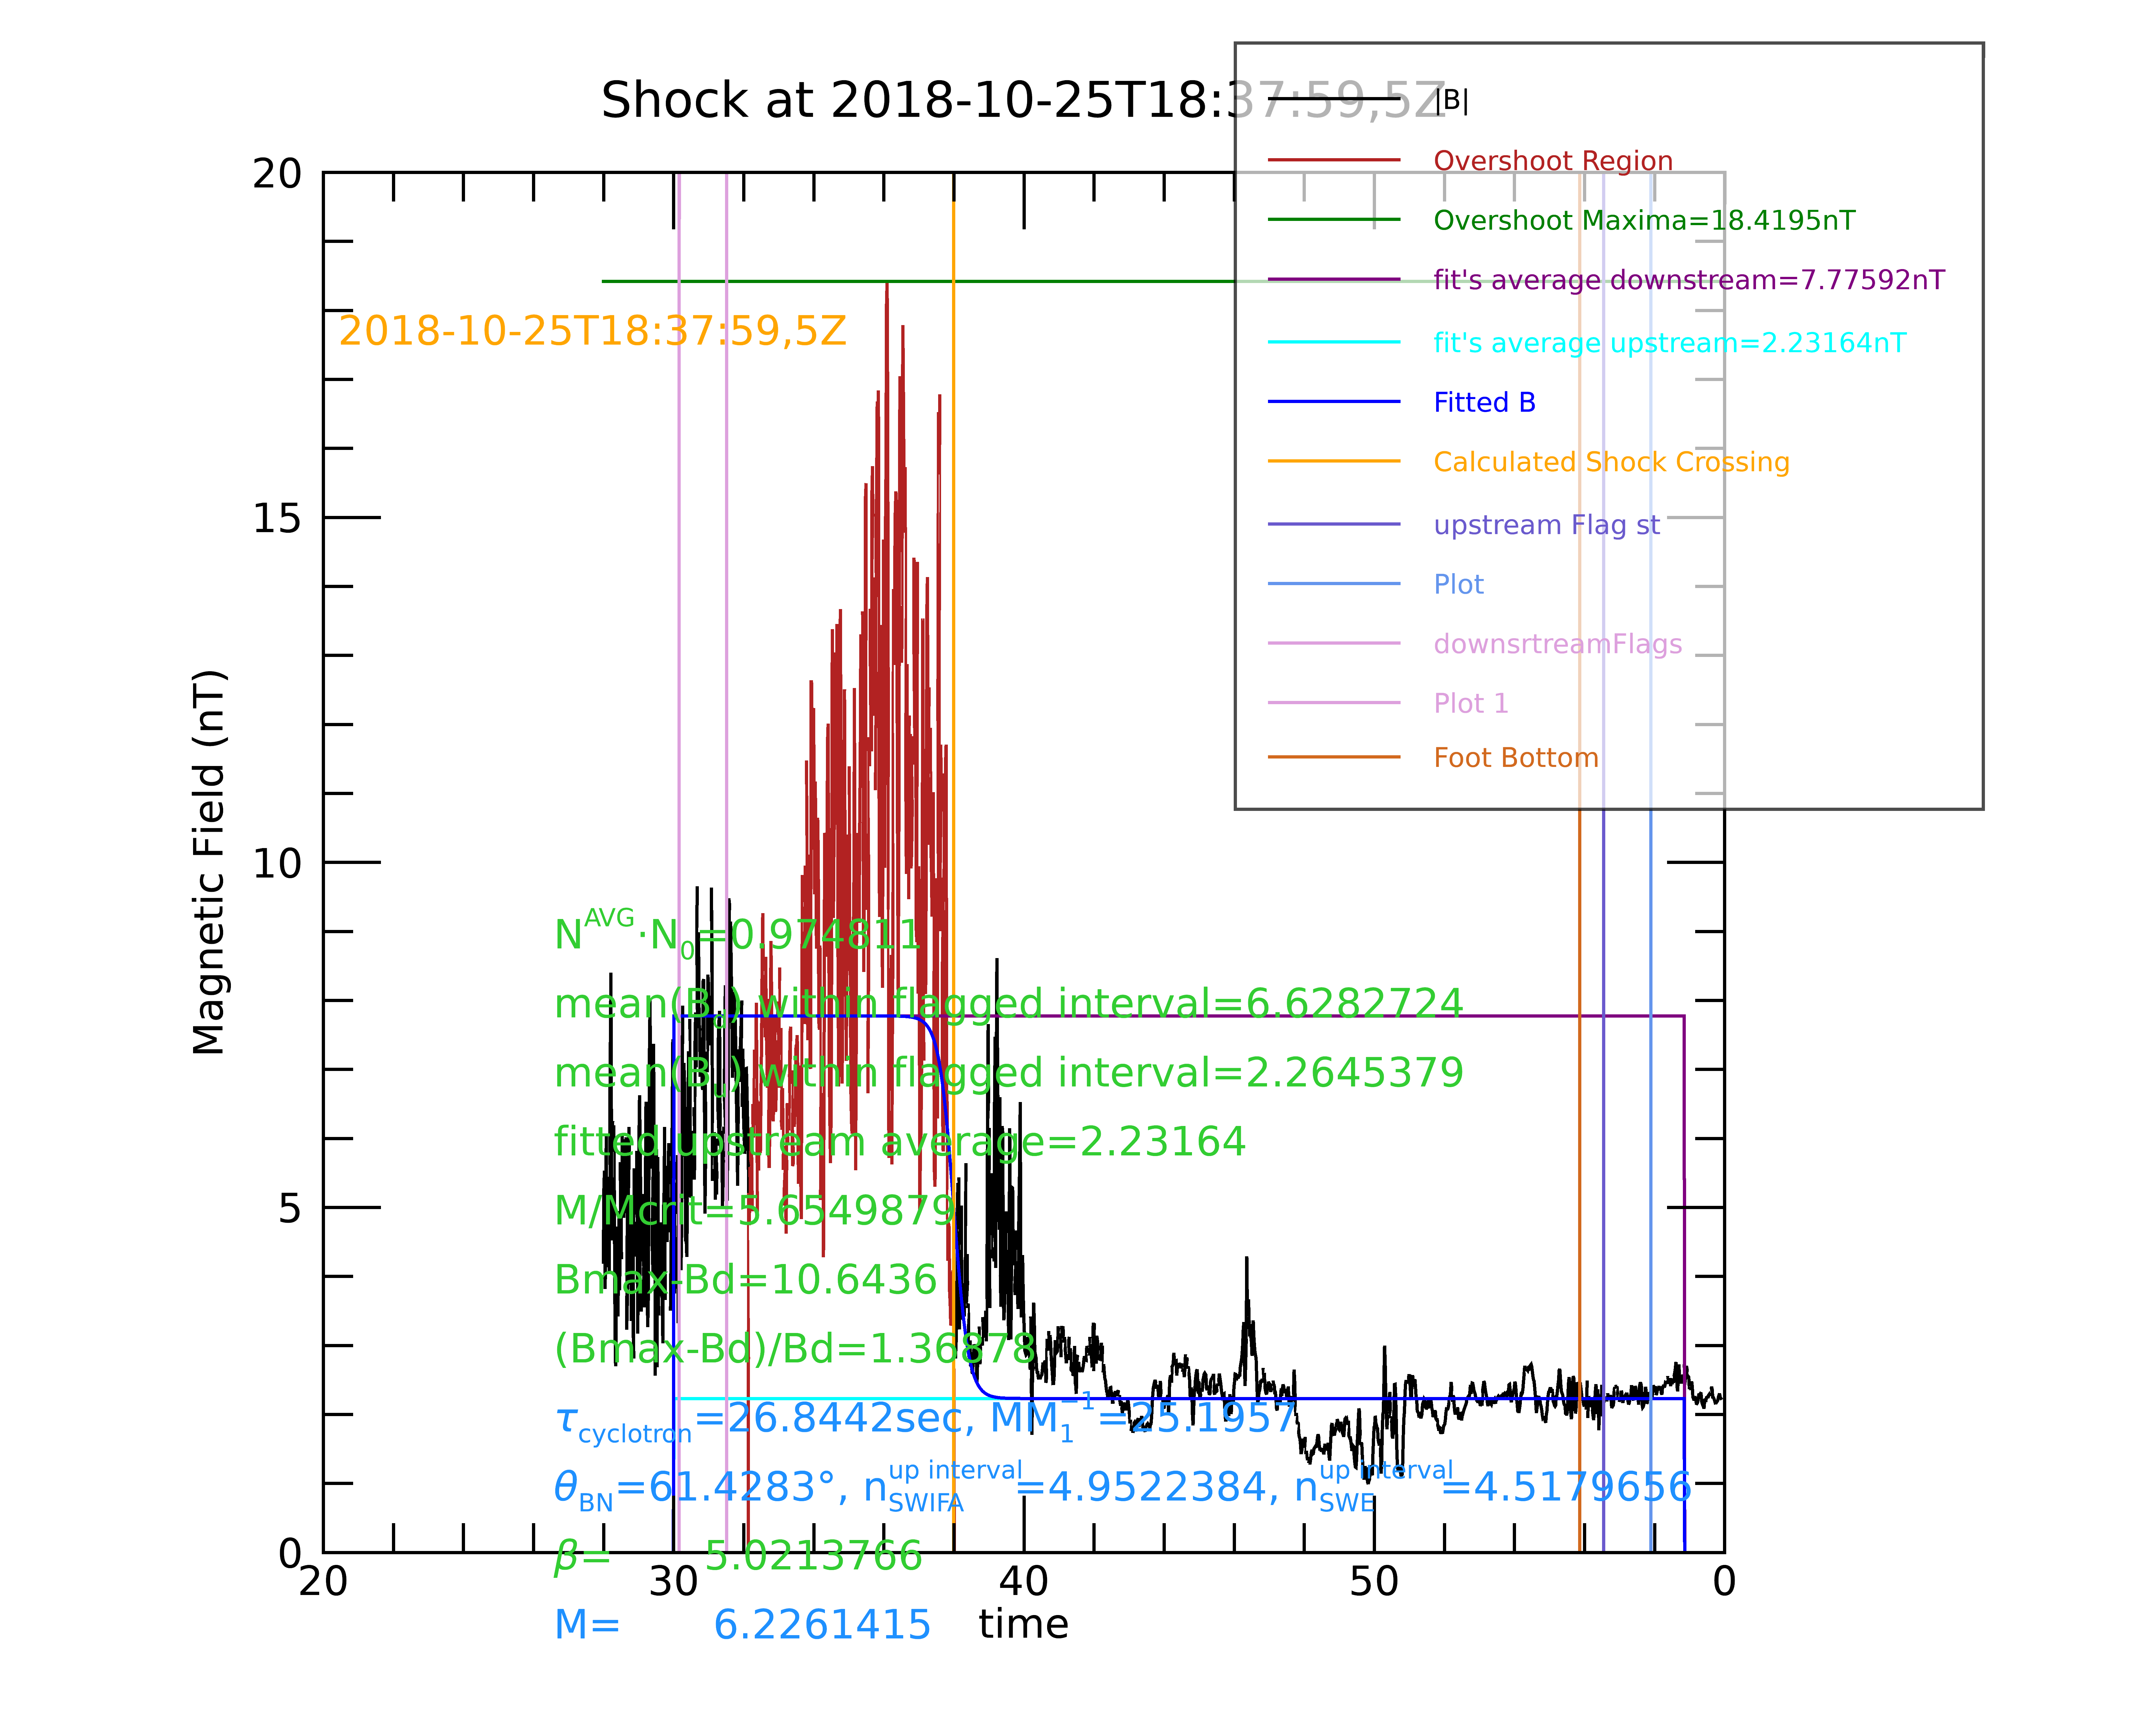 Shock at 2018-10-25T18:37:59,5Z
|B|
Overshoot Region
Overshoot Maxima=18.4195nT
fit's average downstream=7.77592nT
fit's average upstream=2.23164nT
Fitted B
Calculated Shock Crossing
upstream Flag st
Plot
downsrtreamFlags
Plot 1
Foot Bottom
2018-10-25T18:37:59,5Z
20
15
10
5
0
Magnetic Field (nT)
N^AVG·N_0=0.974811
mean(B_d) within flagged interval=6.6282724
mean(B_u) within flagged interval=2.2645379
fitted upstream average=2.23164
M/Mcrit=5.6549879
Bmax-Bd=10.6436
(Bmax-Bd)/Bd=1.36878
τ_cyclotron=26.8442sec, MM_1^−1=25.1957
θ_BN=61.4283°, n_SWIFA^up interval=4.9522384, n_SWE^up interval=4.5179656
β= 5.0213766
20 30 40 50 0
M= 6.2261415
time